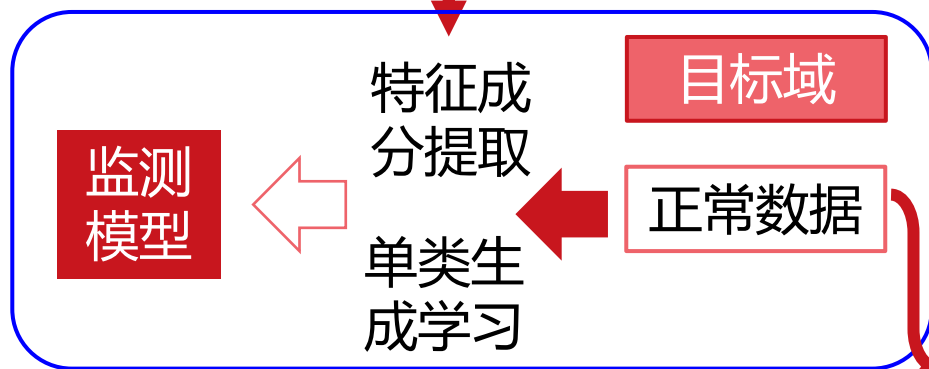 目标域
正常数据
特征成
分提取
单类生
成学习
监测
模型